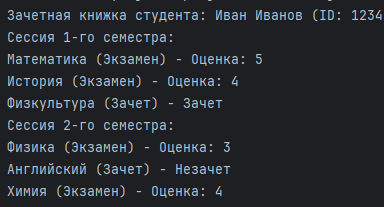 Зачетная книжка студента: Иван Иванов (ID: 1234
Сессия 1-го семестра:
Математика (Экзамен) - Оценка: 5
История (Экзамен) - Оценка: 4
Физкультура (Зачет) - Зачет
Сессия 2-го семестра:
Физика (Экзамен) - Оценка: 3
Английский (Зачет) - Незачет
Химия (Экзамен) - Оценка: 4